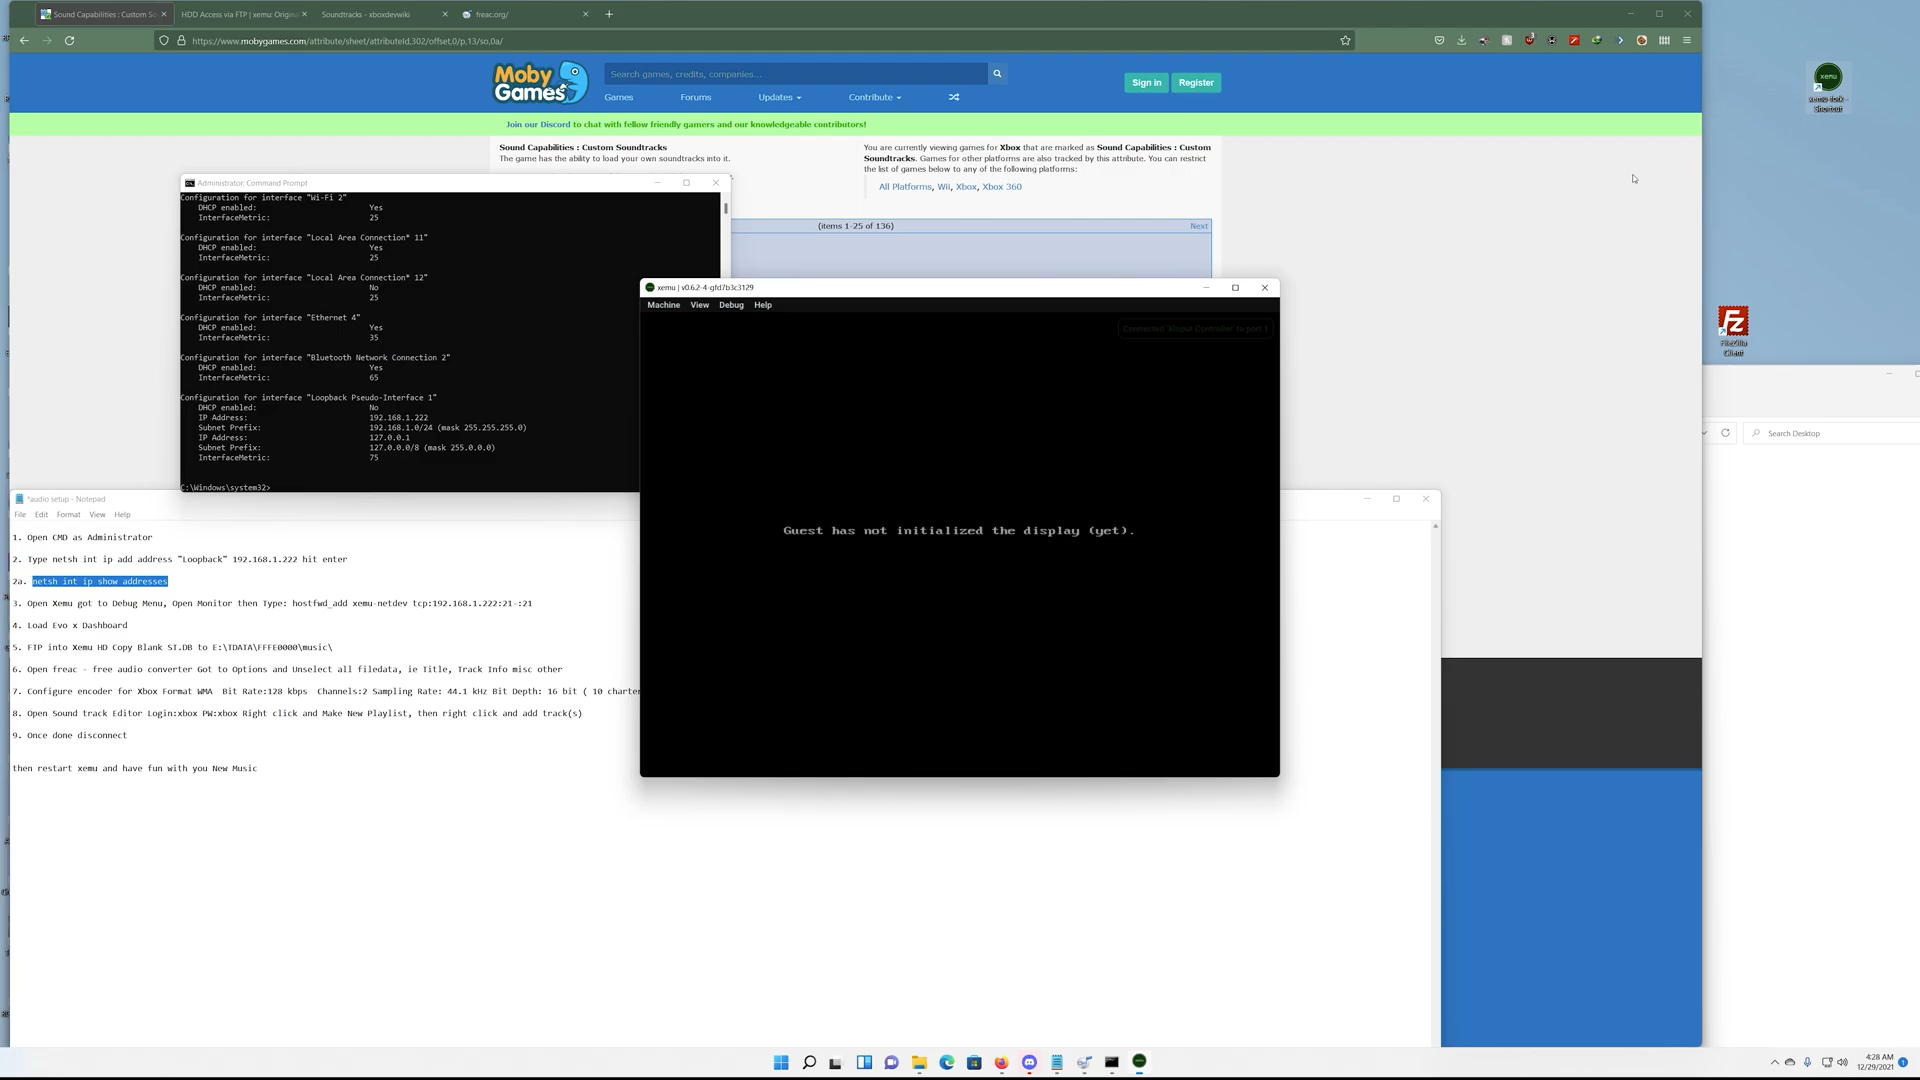 Sound Capabilities : Custom So
HDD Access via FTP | xemu: Origina
Soundtracks - xboxdevwiki
freac.org/
https://www.mobygames.com/attribute/sheet/attributeId,302/offset,0/p,13/so,0a/
Moby Games
Search games, credits, companies...
Sign in
Register
Games
Forums
Updates
Contribute
Join our Discord to chat with fellow friendly gamers and our knowledgeable contributors!
Sound Capabilities : Custom Soundtracks
The game has the ability to load your own soundtracks into it.
You are currently viewing games for Xbox that are marked as Sound Capabilities : Custom
Soundtracks. Games for other platforms are also tracked by this attribute. You can restrict
the list of games below to any of the following platforms:
All Platforms, Wii, Xbox, Xbox 360
(items 1-25 of 136)
Next
xemu
xemu-fork -
Shortcut
FileZilla
Client
Search Desktop
Administrator: Command Prompt
Configuration for interface "Wi-Fi 2"
DHCP enabled: Yes
InterfaceMetric: 25
Configuration for interface "Local Area Connection* 11"
DHCP enabled: Yes
InterfaceMetric: 25
Configuration for interface "Local Area Connection* 12"
DHCP enabled: No
InterfaceMetric: 25
Configuration for interface "Ethernet 4"
DHCP enabled: Yes
InterfaceMetric: 35
Configuration for interface "Bluetooth Network Connection 2"
DHCP enabled: Yes
InterfaceMetric: 65
Configuration for interface "Loopback Pseudo-Interface 1"
DHCP enabled: No
IP Address: 192.168.1.222
Subnet Prefix: 192.168.1.0/24 (mask 255.255.255.0)
IP Address: 127.0.0.1
Subnet Prefix: 127.0.0.0/8 (mask 255.0.0.0)
InterfaceMetric: 75
C:\Windows\system32>
xemu | v0.6.2-4-gfd7b3c3129
Machine View Debug Help
Connected 'XInput Controller' to port 1
Guest has not initialized the display (yet).
*audio setup - Notepad
File Edit Format View Help
1. Open CMD as Administrator
2. Type netsh int ip add address "Loopback" 192.168.1.222 hit enter
2a. netsh int ip show addresses
3. Open Xemu got to Debug Menu, Open Monitor then Type: hostfwd_add xemu-netdev tcp:192.168.1.222:21-:21
4. Load Evo x Dashboard
5. FTP into Xemu HD Copy Blank ST.DB to E:\TDATA\FFFE0000\music\
6. Open freac - free audio converter Got to Options and Unselect all filedata, ie Title, Track Info misc other
7. Configure encoder for Xbox Format WMA Bit Rate:128 kbps Channels:2 Sampling Rate: 44.1 kHz Bit Depth: 16 bit ( 10 charter
8. Open Sound track Editor Login:xbox PW:xbox Right click and Make New Playlist, then right click and add track(s)
9. Once done disconnect
then restart xemu and have fun with you New Music
4:28 AM
12/29/2021